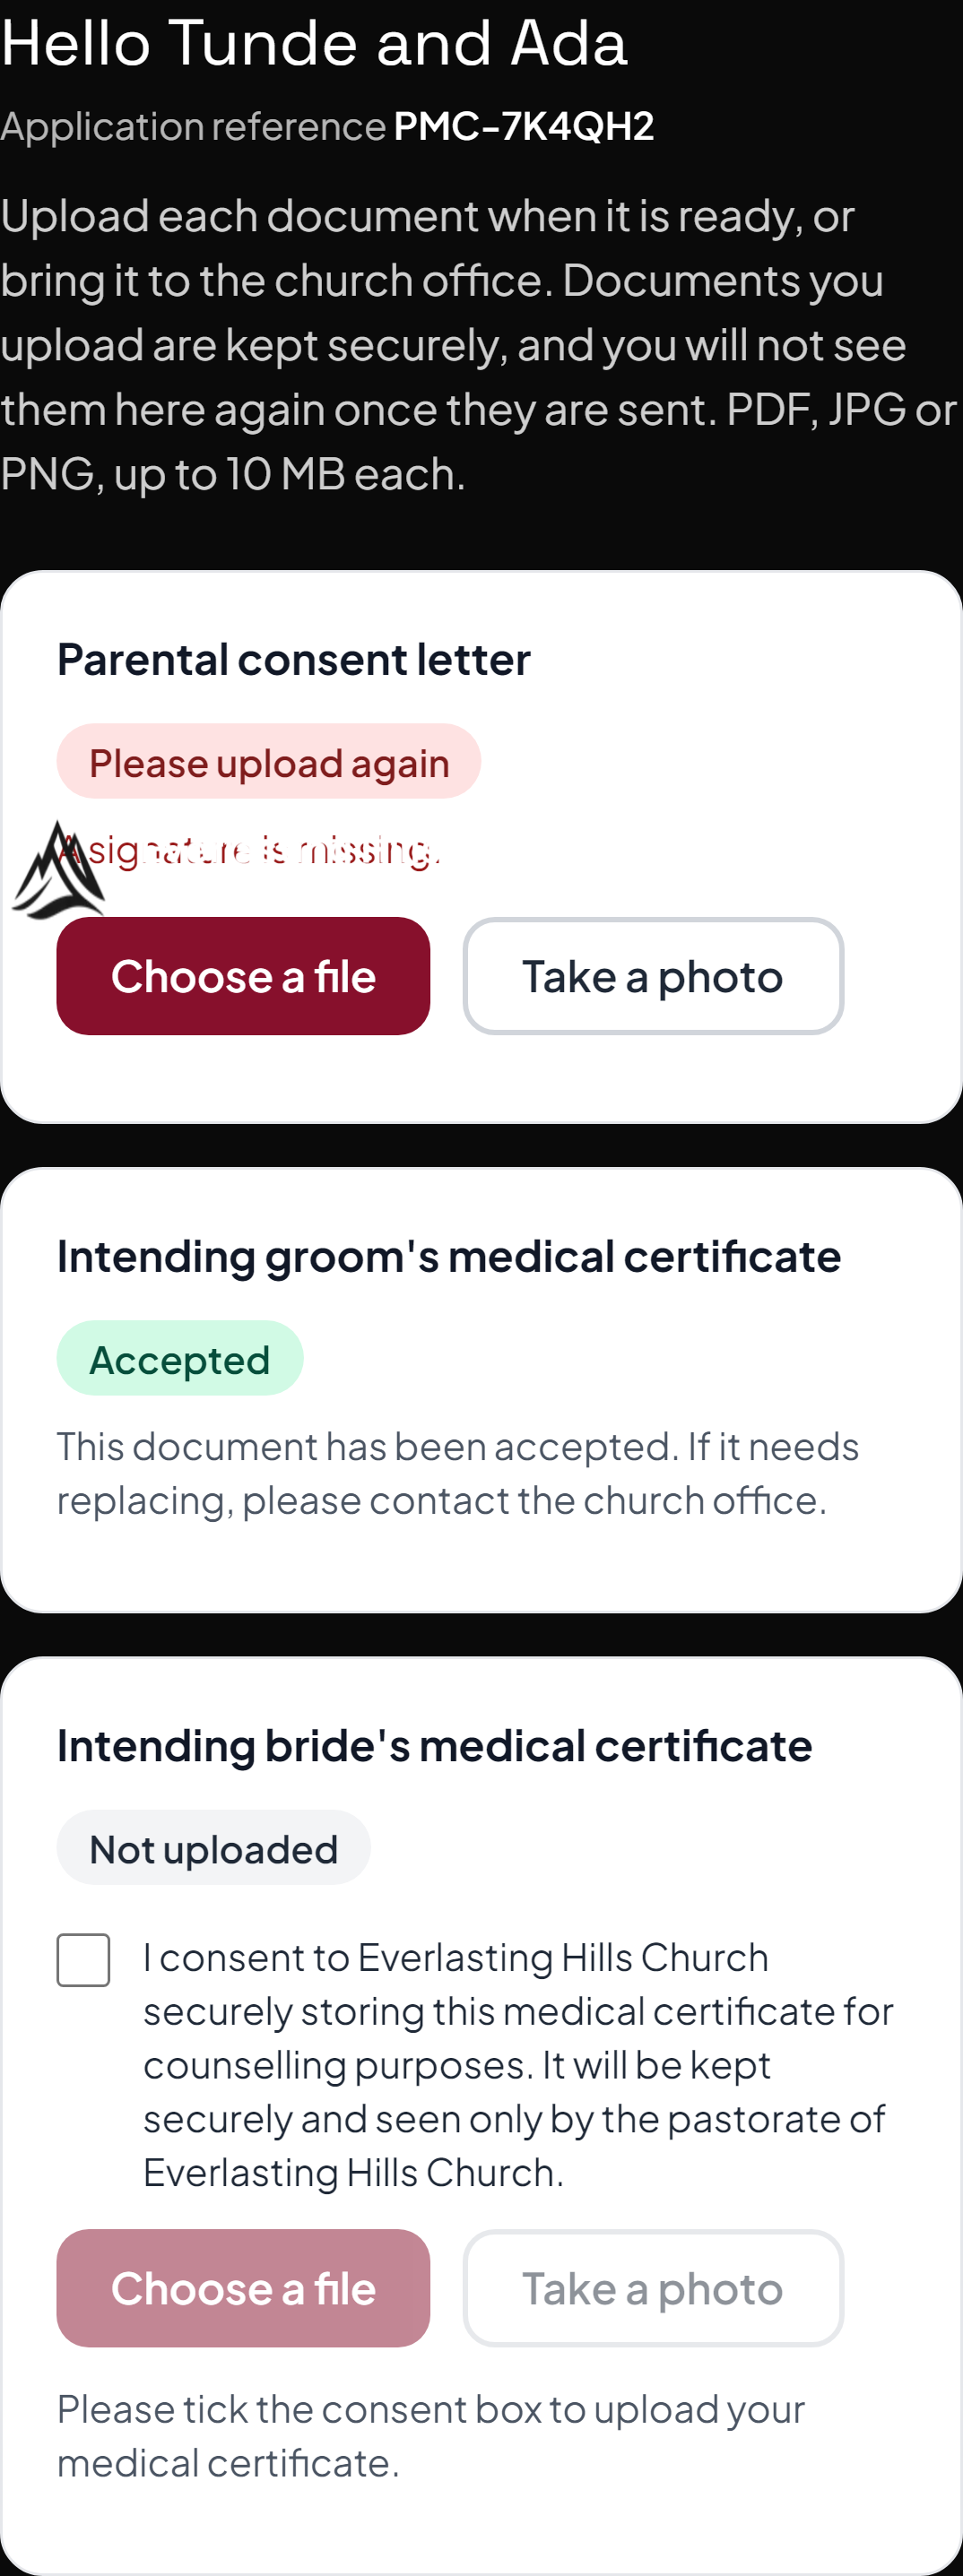 Hello Tunde and Ada
Application reference PMC-7K4QH2
Upload each document when it is ready, or
bring it to the church office. Documents you
upload are kept securely, and you will not see
them here again once they are sent. PDF, JPG or
PNG, up to 10 MB each.
Parental consent letter
Please upload again
A signature is missing.
Choose a file
Take a photo
Intending groom's medical certificate
Accepted
This document has been accepted. If it needs
replacing, please contact the church office.
Intending bride's medical certificate
Not uploaded
I consent to Everlasting Hills Church
securely storing this medical certificate for
counselling purposes. It will be kept
securely and seen only by the pastorate of
Everlasting Hills Church.
Choose a file
Take a photo
Please tick the consent box to upload your
medical certificate.